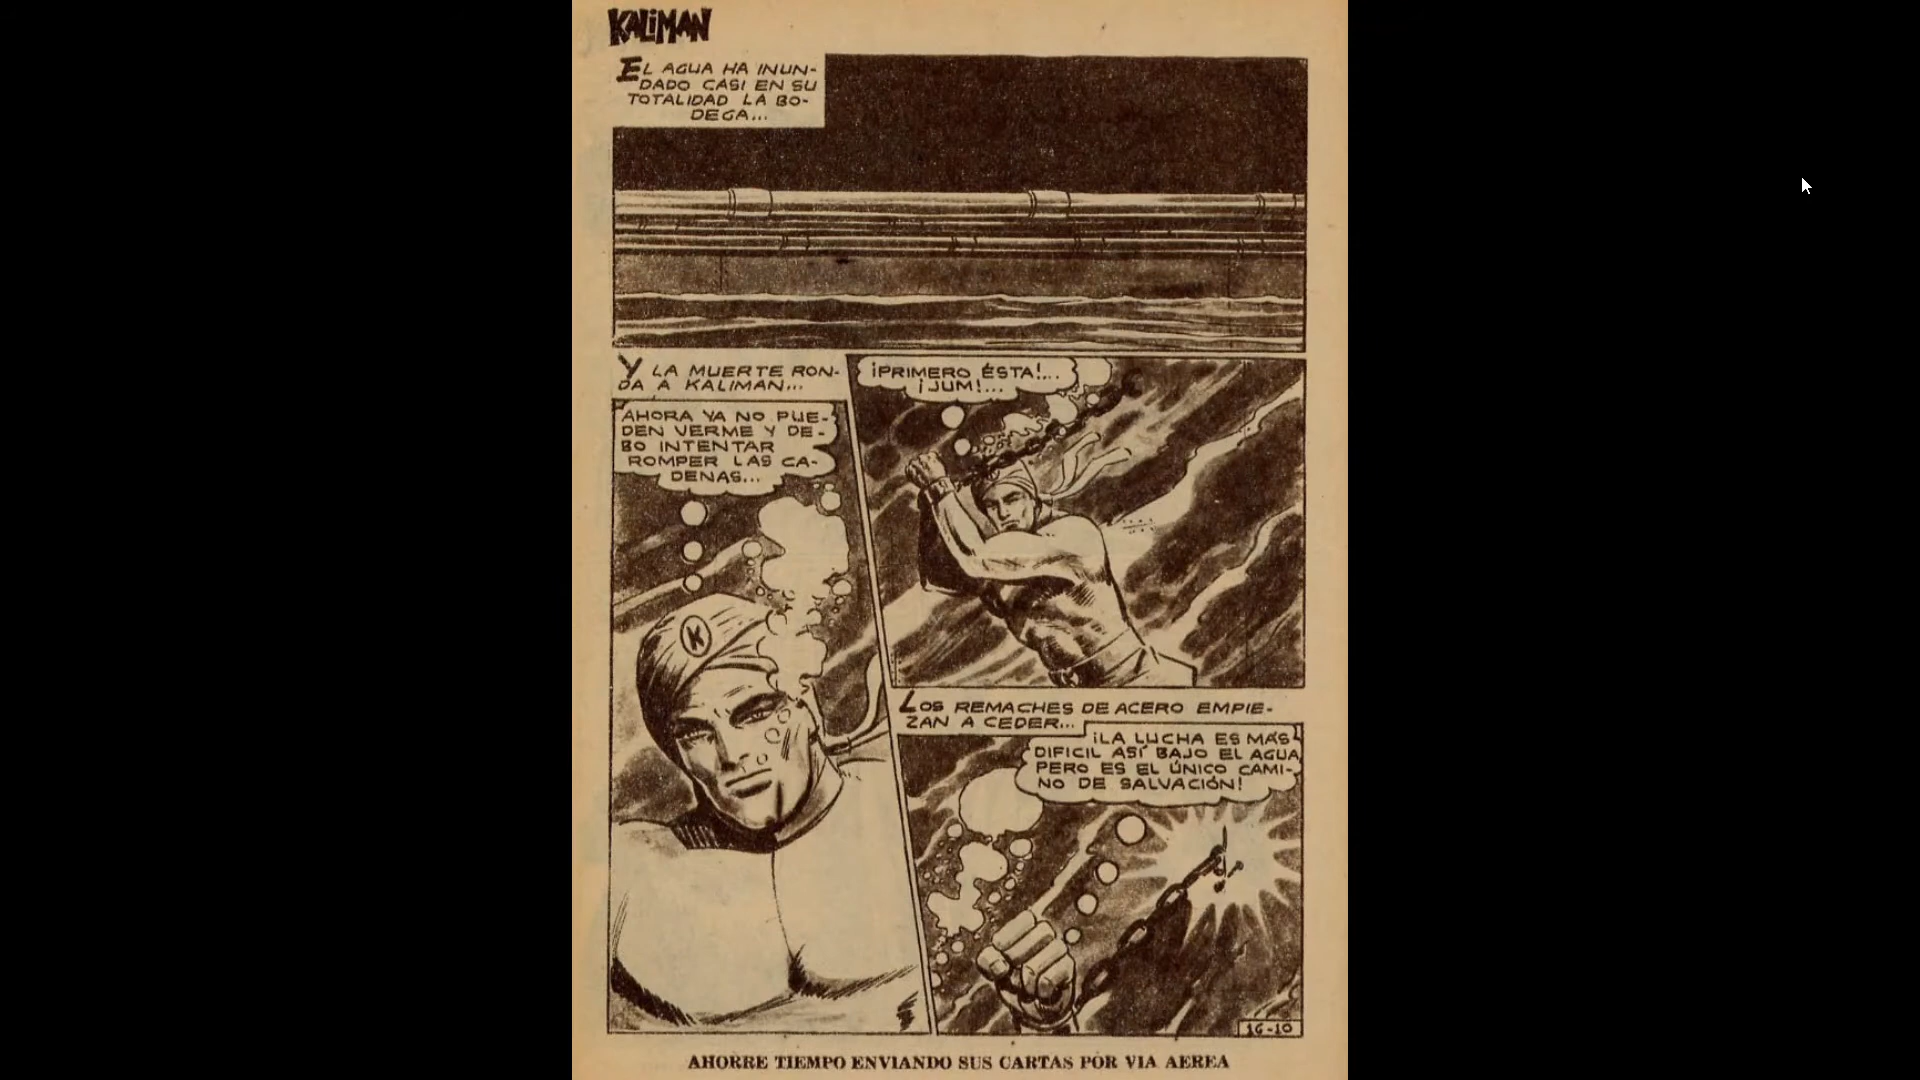 KALIMAN
EL AGUA HA INUN-
DADO CASI EN SU
TOTALIDAD LA BO-
DEGA...
Y LA MUERTE RON-
DA A KALIMAN...
AHORA YA NO PUE-
DEN VERME Y DE-
BO INTENTAR
ROMPER LAS CA-
DENAS...
K
¡PRIMERO ÉSTA!...
¡JUM!...
LOS REMACHES DE ACERO EMPIE-
ZAN A CEDER...
¡LA LUCHA ES MÁS
DIFICIL ASÍ BAJO EL AGUA
PERO ES EL ÚNICO CAMI-
NO DE SALVACIÓN!
16-10
AHORRE TIEMPO ENVIANDO SUS CARTAS POR VIA AEREA